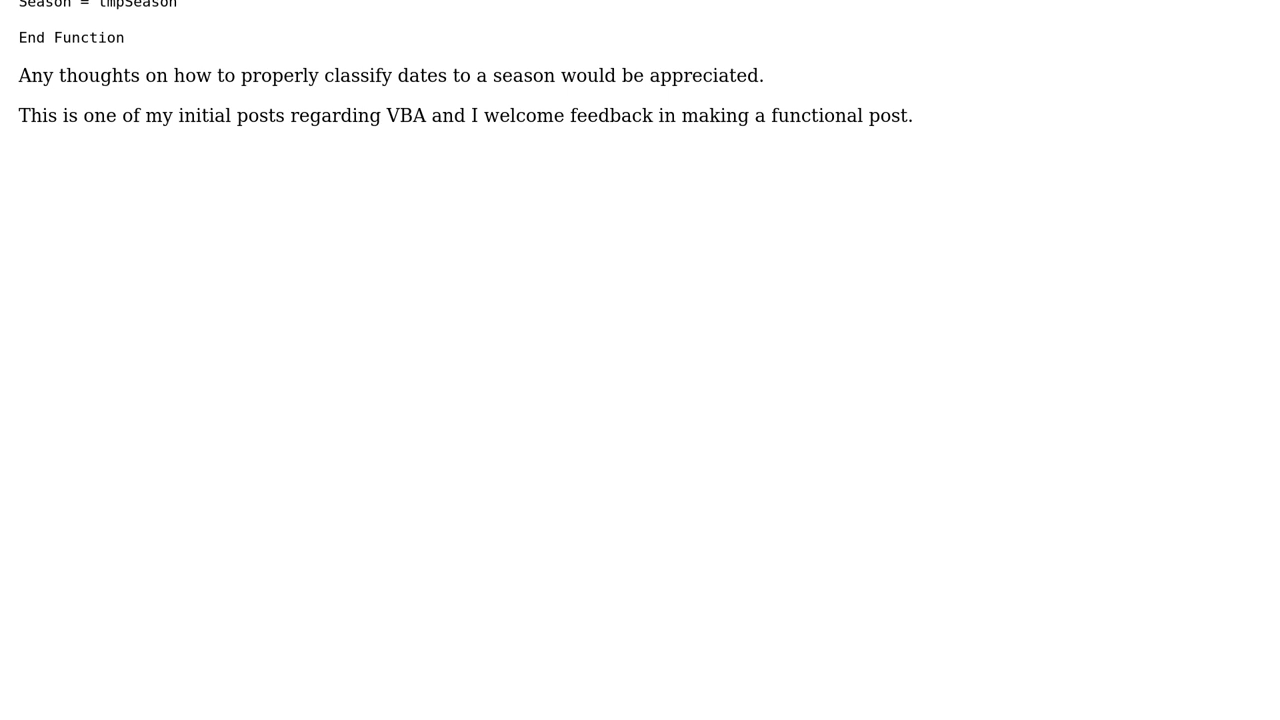 Season = tmpSeason
End Function
Any thoughts on how to properly classify dates to a season would be appreciated.
This is one of my initial posts regarding VBA and I welcome feedback in making a functional post.